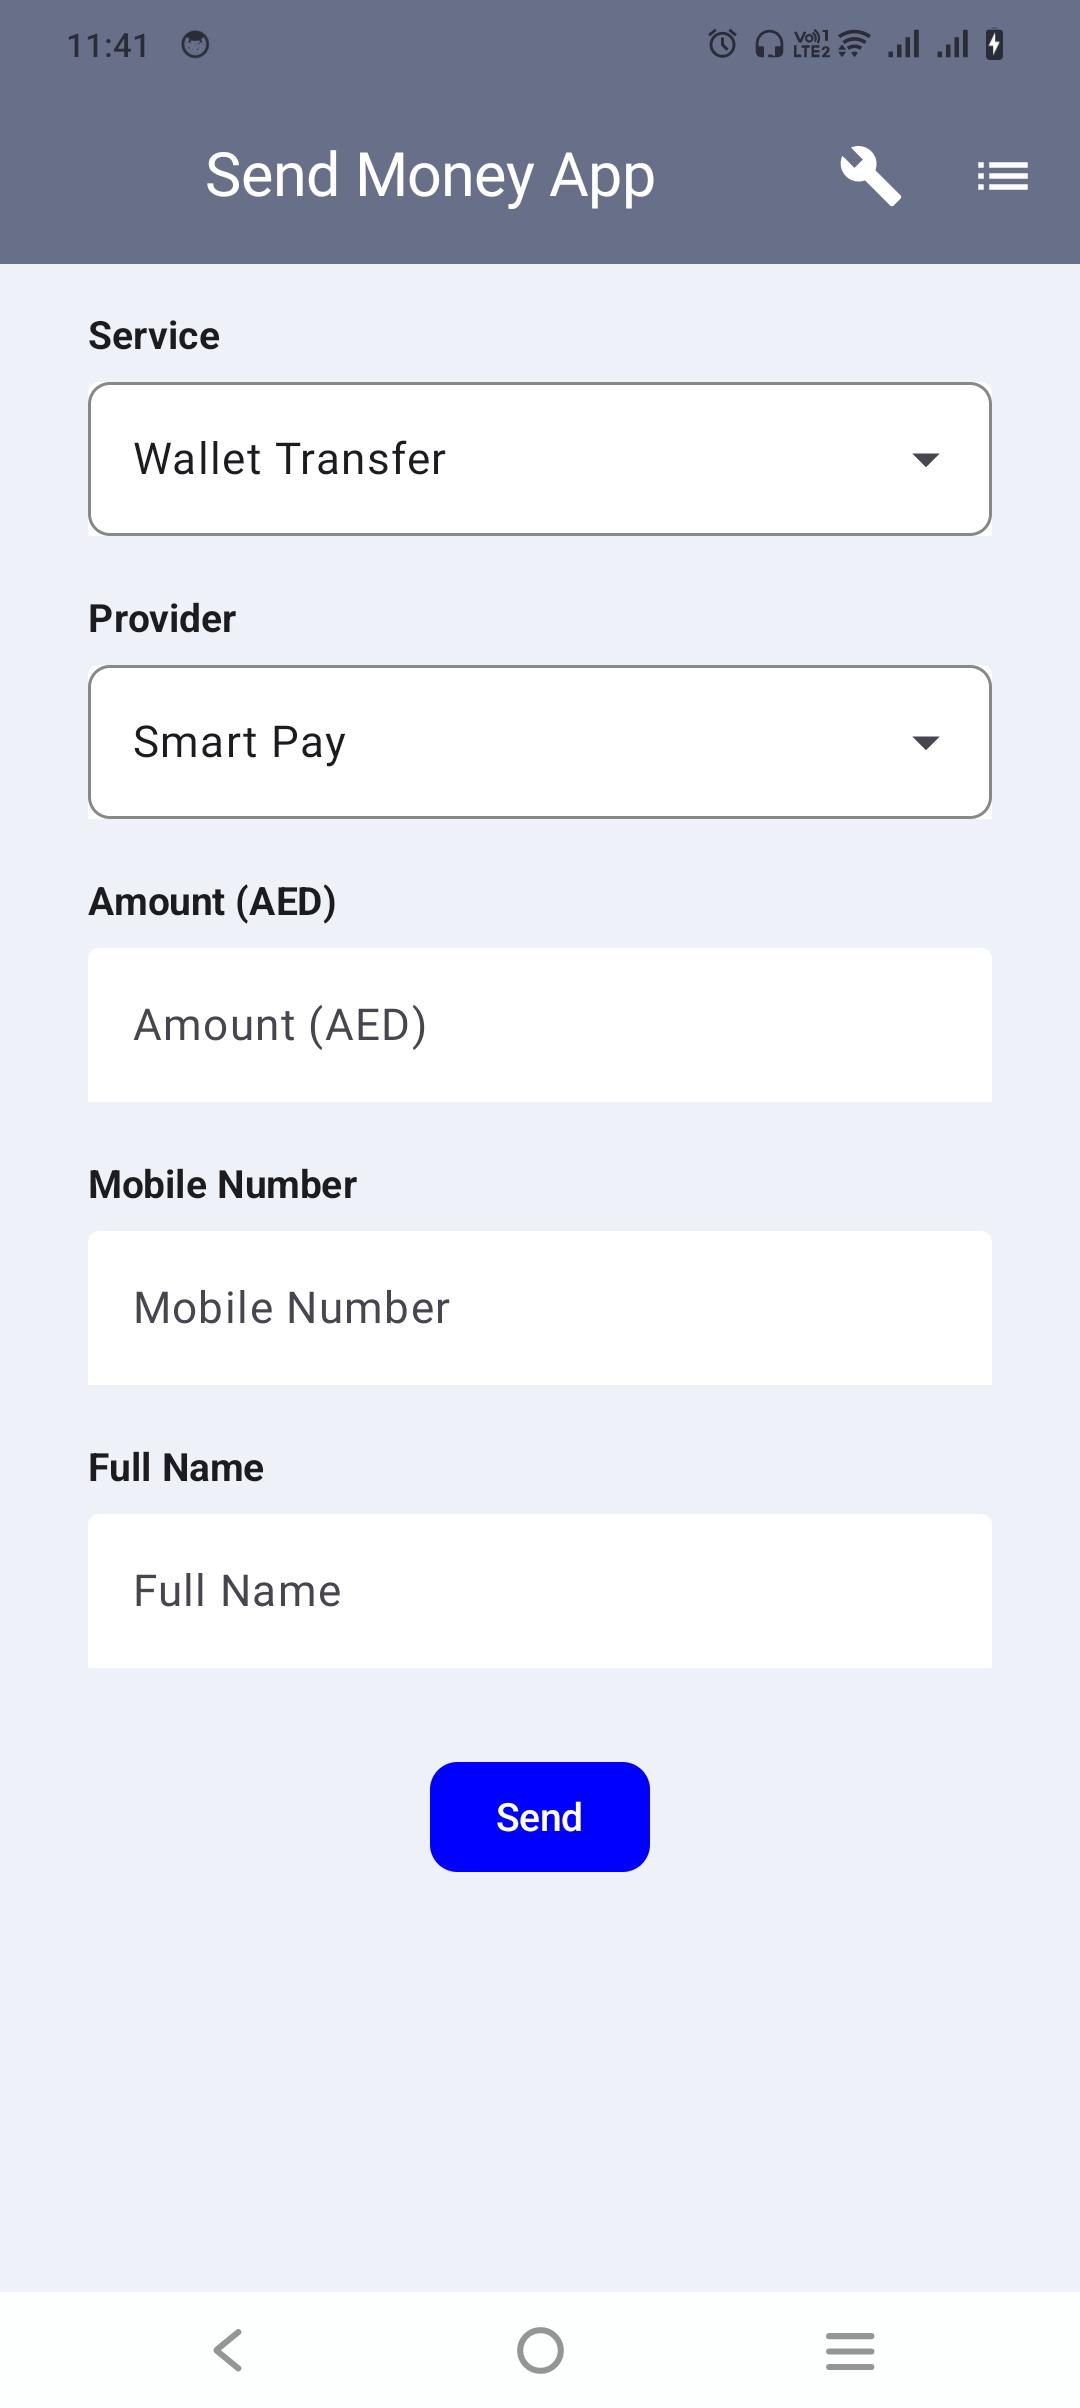 11:41
Vo)) 1
LTE2
Send Money App
Service
Wallet Transfer
Provider
Smart Pay
Amount (AED)
Amount (AED)
Mobile Number
Mobile Number
Full Name
Full Name
Send